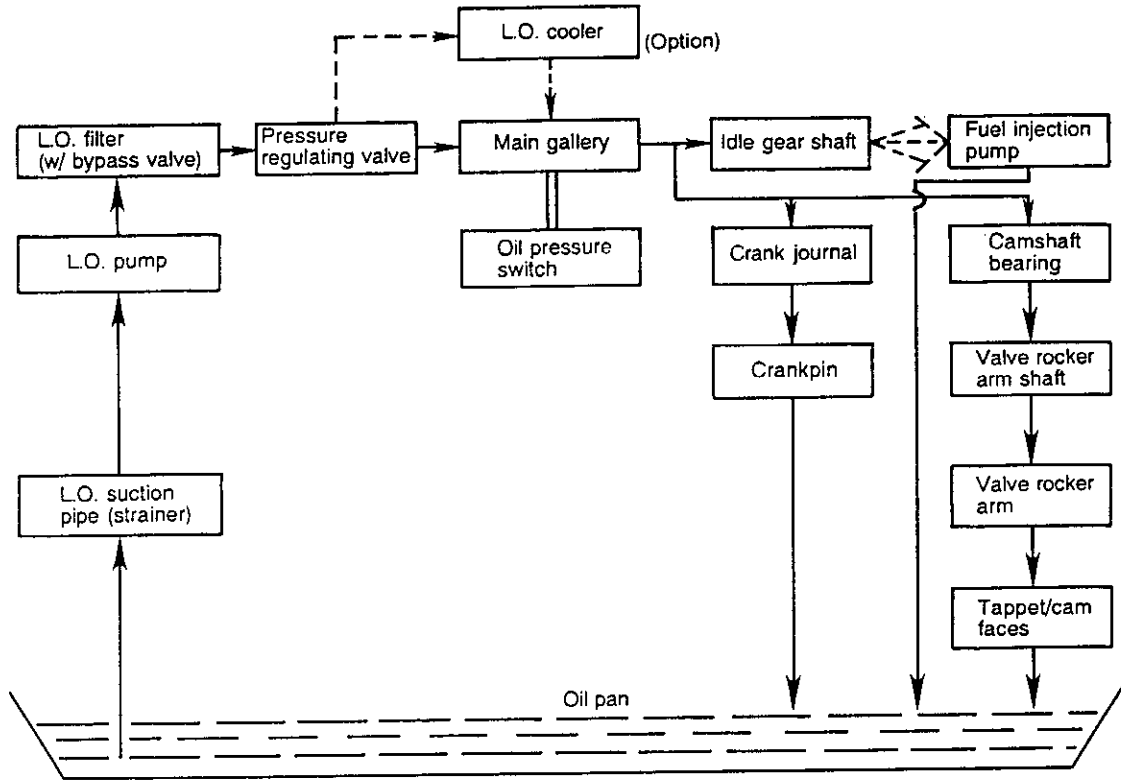 L.O. cooler
(Option)
L.O. filter
(w/ bypass valve)
Pressure
regulating valve
Main gallery
Idle gear shaft
Fuel injection
pump
L.O. pump
Oil pressure
switch
Crank journal
Camshaft
bearing
Crankpin
Valve rocker
arm shaft
L.O. suction
pipe (strainer)
Valve rocker
arm
Tappet/cam
faces
Oil pan